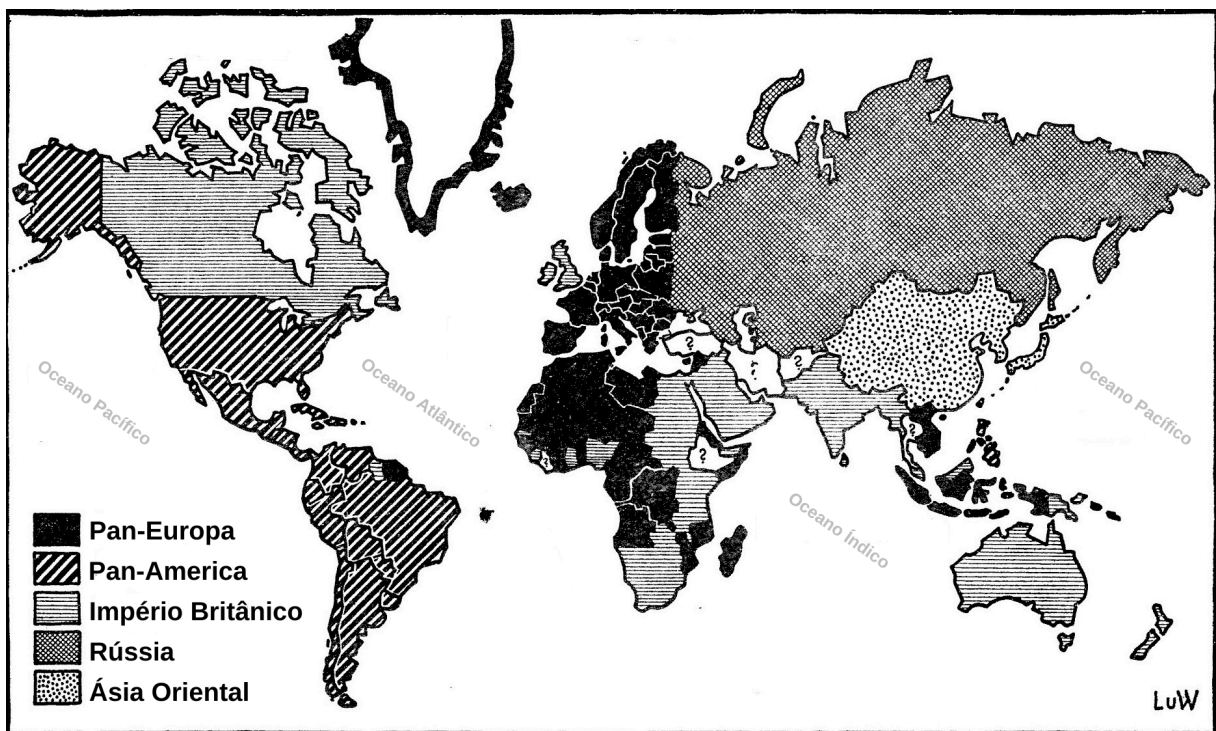 Oceano Pacífico
Oceano Atlântico
Oceano Pacífico
Oceano Índico
?
?
?
?
?
?
Pan-Europa
Pan-America
Império Britânico
Rússia
Ásia Oriental
LuW